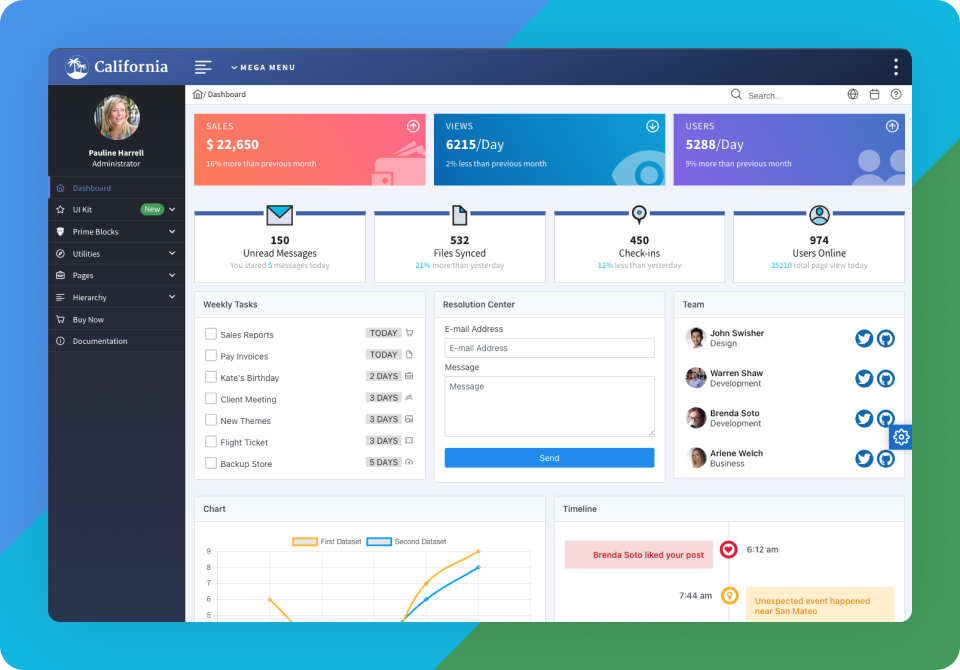 California
MEGA MENU
Pauline Harrell
Administrator
Dashboard
UI Kit New
Prime Blocks
Utilities
Pages
Hierarchy
Buy Now
Documentation
/ Dashboard
Search...
SALES
$ 22,650
16% more than previous month
VIEWS
6215/Day
2% less than previous month
USERS
5288/Day
9% more than previous month
150
Unread Messages
You stared 5 messages today
532
Files Synced
21% more than yesterday
450
Check-ins
12% less than yesterday
974
Users Online
35210 total page view today
Weekly Tasks
Sales Reports TODAY
Pay Invoices TODAY
Kate's Birthday 2 DAYS
Client Meeting 3 DAYS
New Themes 3 DAYS
Flight Ticket 3 DAYS
Backup Store 5 DAYS
Resolution Center
E-mail Address
E-mail Address
Message
Message
Send
Team
John Swisher
Design
Warren Shaw
Development
Brenda Soto
Development
Arlene Welch
Business
Chart
First Dataset Second Dataset
9
8
7
6
5
Timeline
Brenda Soto liked your post 6:12 am
7:44 am Unexpected event happened
near San Mateo